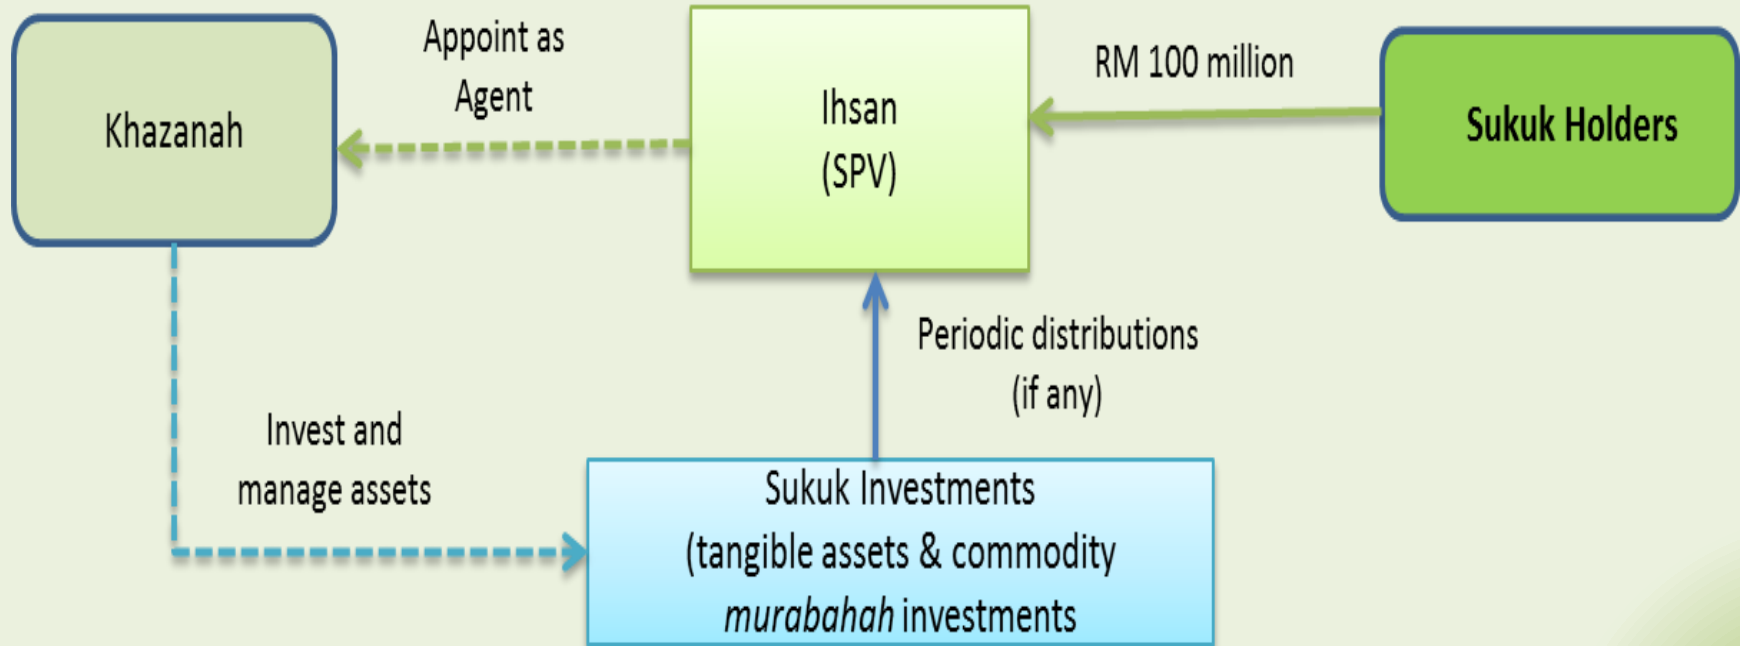 Khazanah
Appoint as
Agent
Ihsan
(SPV)
RM 100 million
Sukuk Holders
Periodic distributions
(if any)
Invest and
manage assets
Sukuk Investments
(tangible assets & commodity
murabahah investments